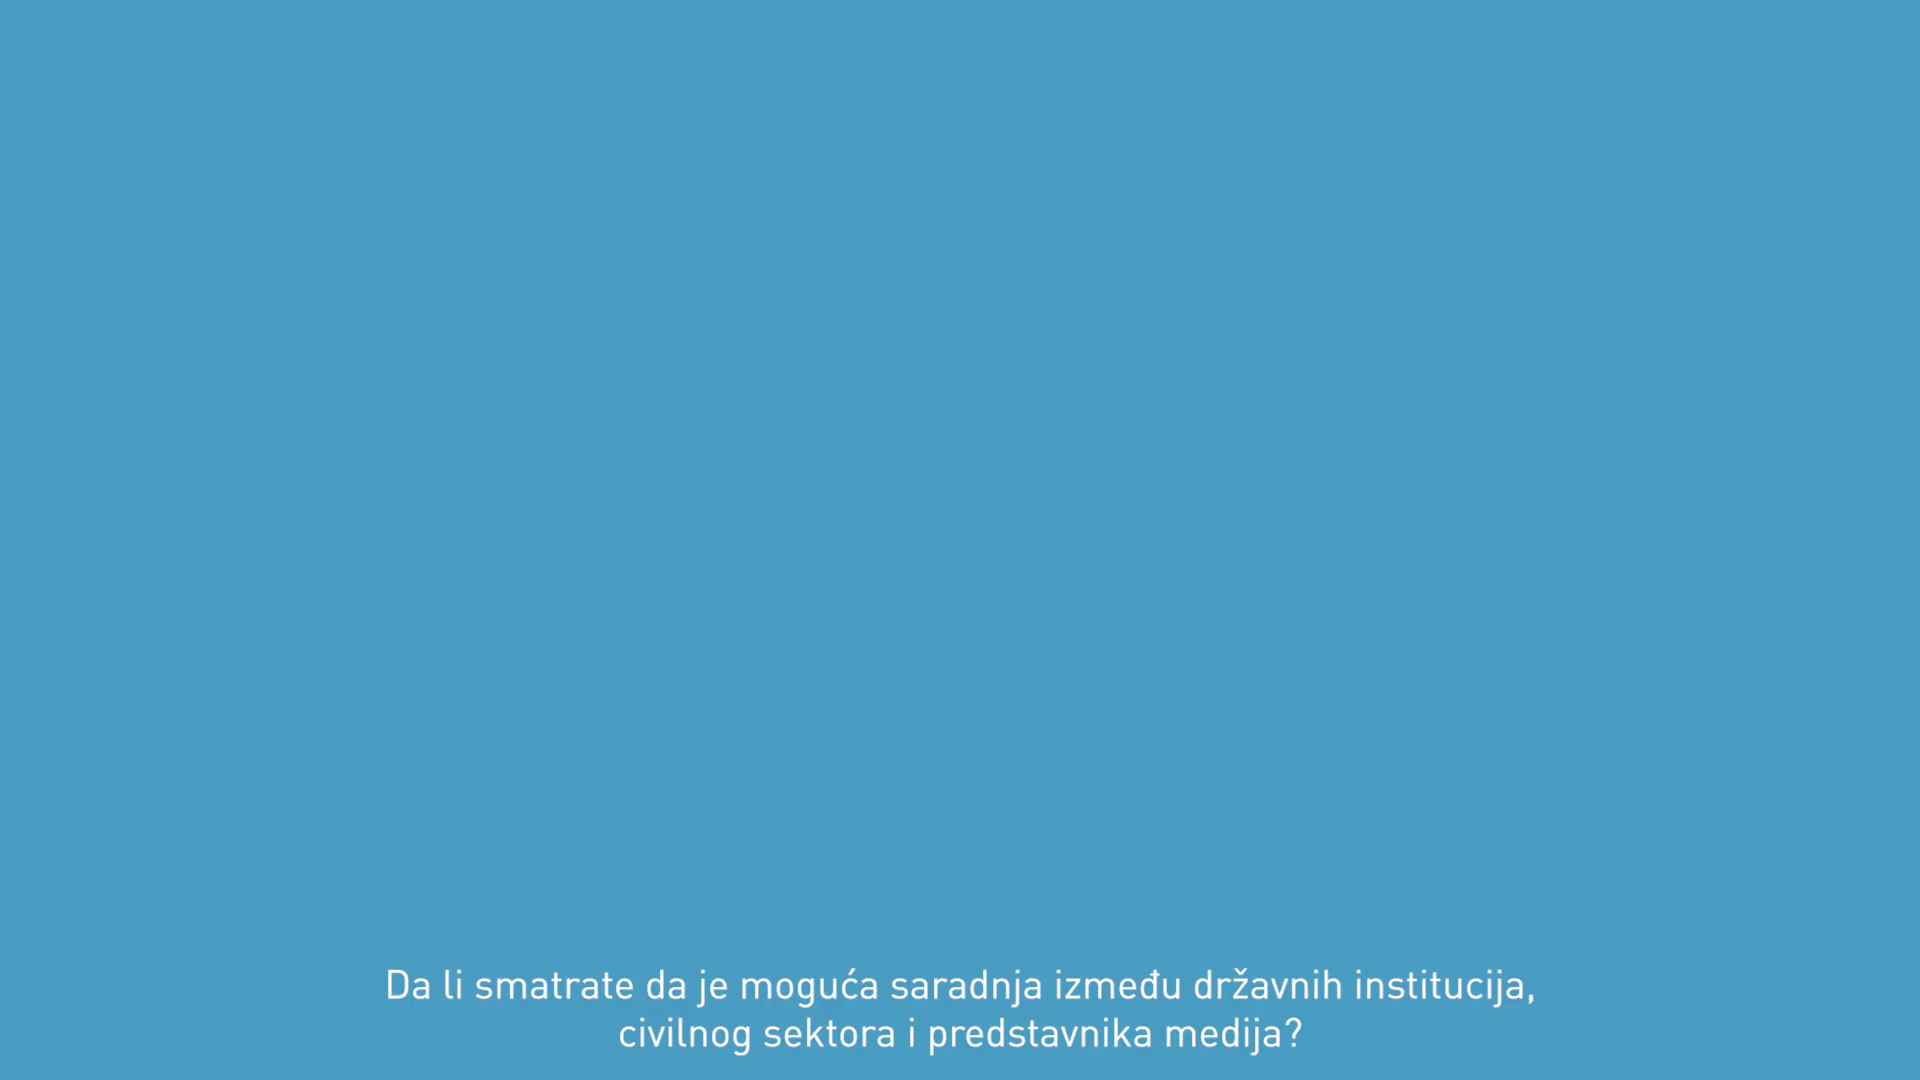 Da li smatrate da je moguća saradnja između državnih institucija,
civilnog sektora i predstavnika medija?